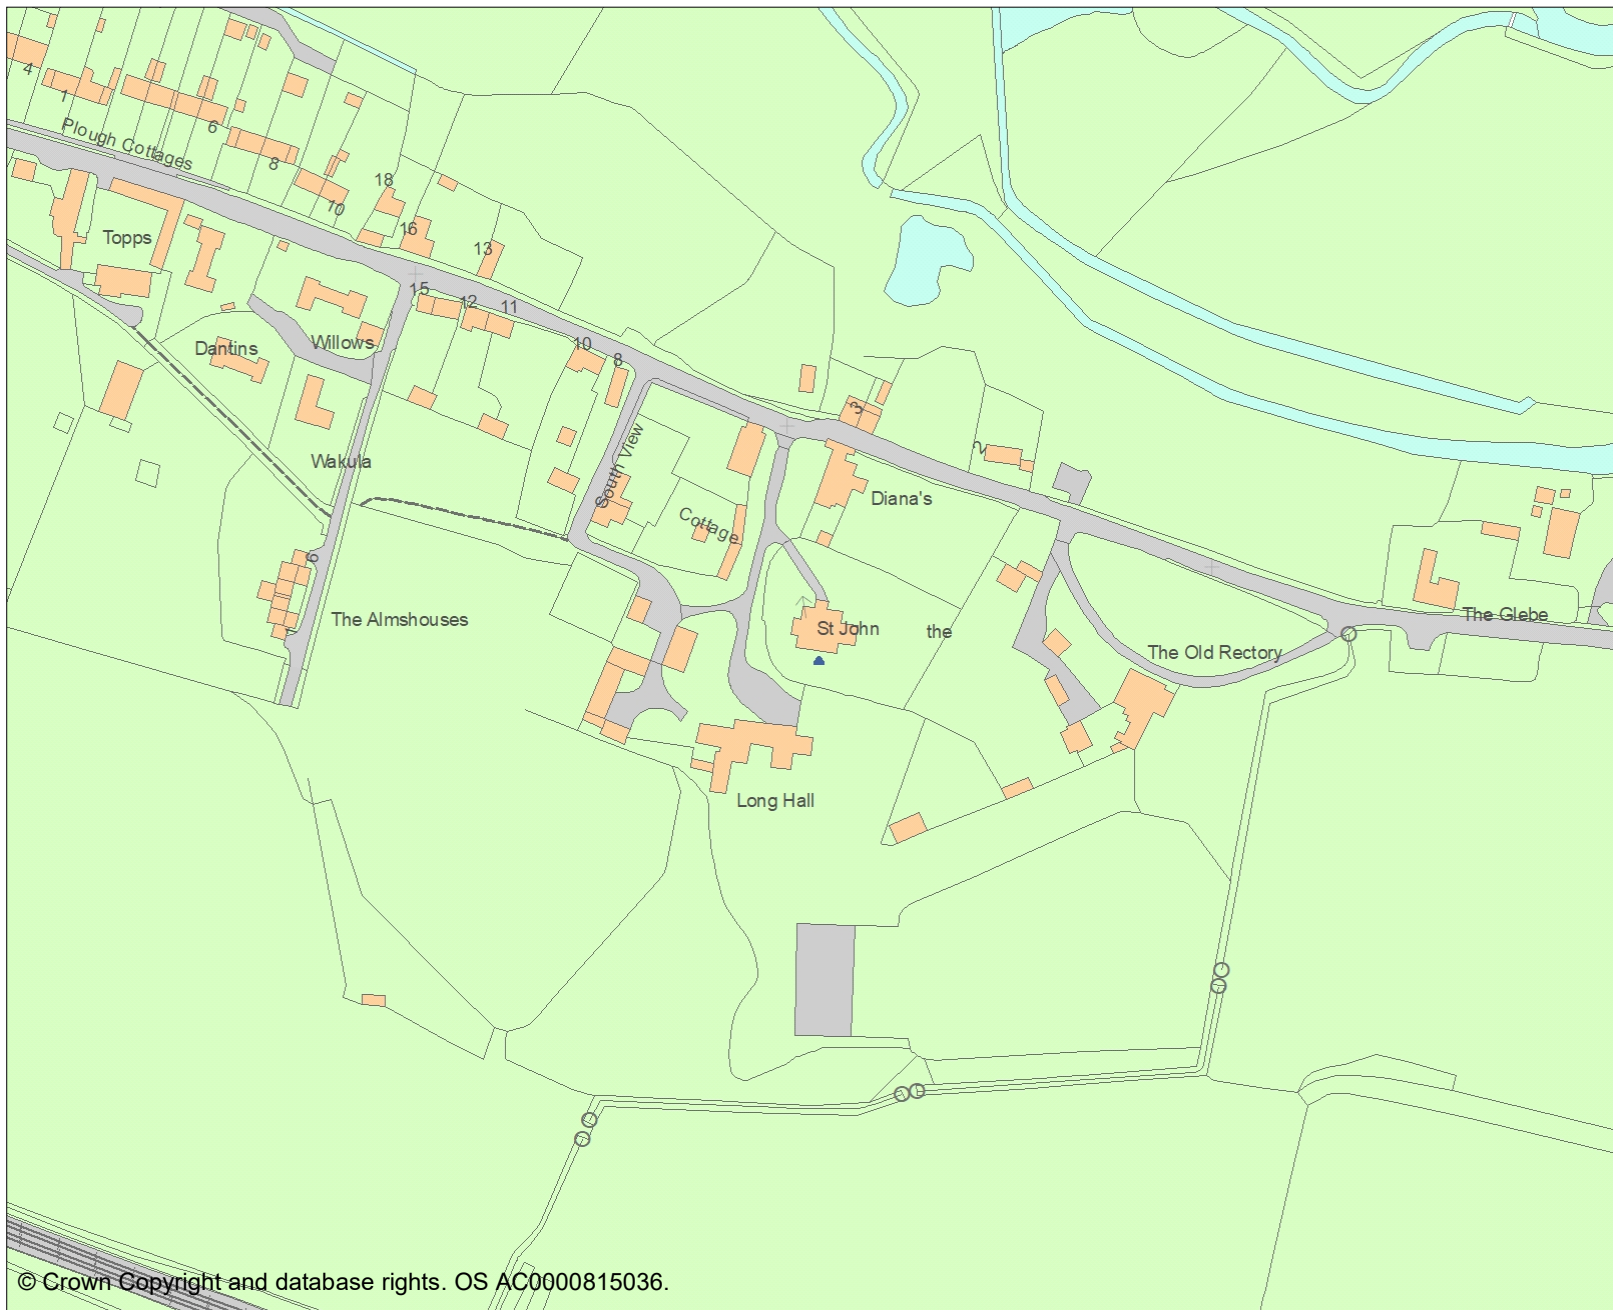 4
1
Plough Cottages
6
8
10
18
16
13
Topps
15
12
11
Dantins
Willows
10
8
3
2
Wakula
South View
Cottage
Diana's
6
The Almshouses
1
St John the
The Old Rectory
The Glebe
Long Hall
© Crown Copyright and database rights. OS AC0000815036.